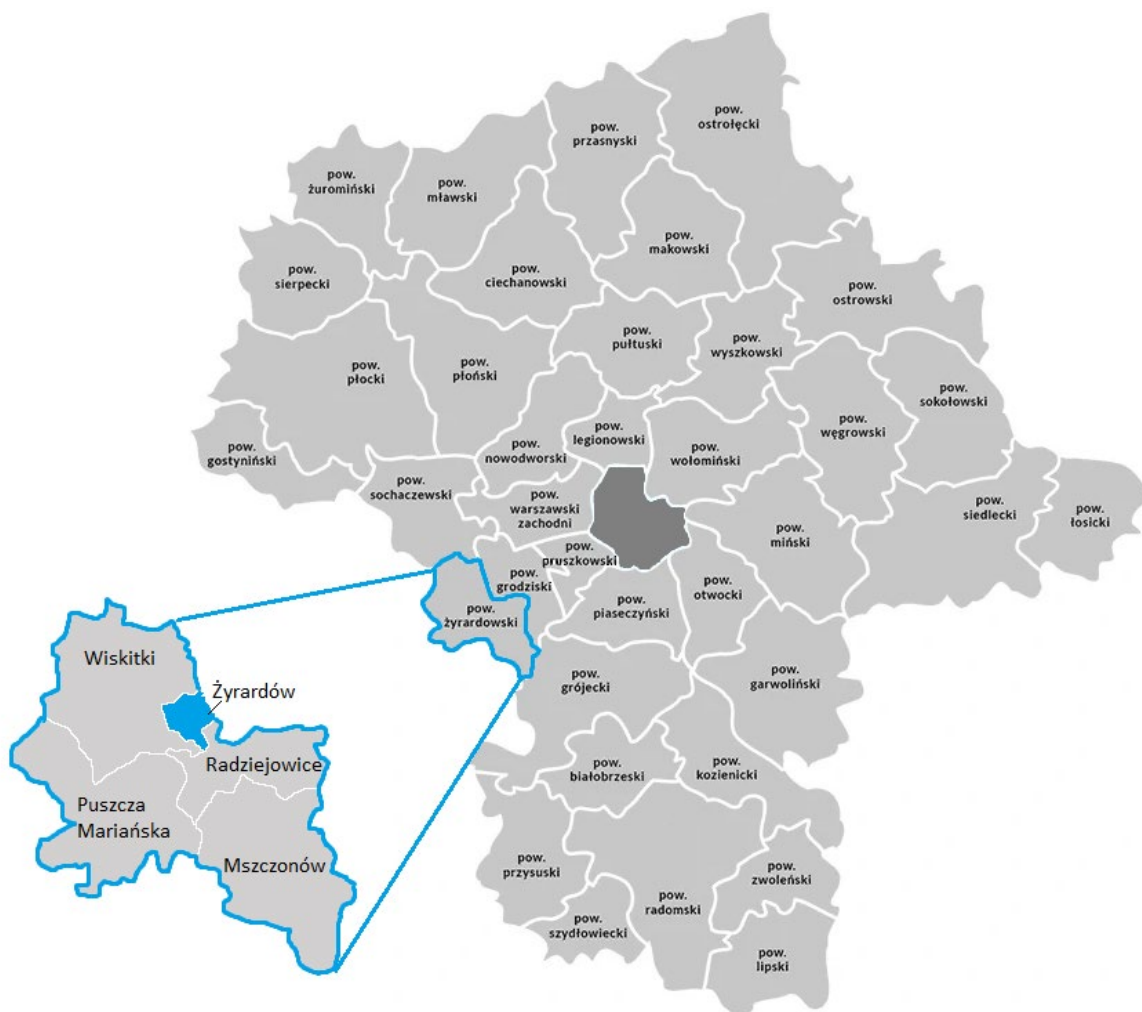 pow.
ostrołęcki
pow.
przasnyski
pow.
żuromiński
pow.
mławski
pow.
makowski
pow.
sierpecki
pow.
ciechanowski
pow.
ostrowski
pow.
pułtuski
pow.
wyszkowski
pow.
płocki
pow.
płoński
pow.
sokołowski
pow.
węgrowski
pow.
legionowski
pow.
gostyniński
pow.
nowodworski
pow.
wołomiński
pow.
sochaczewski
pow.
warszawski
zachodni
pow.
siedlecki
pow.
łosicki
pow.
miński
pow.
pruszkowski
pow.
grodziski
pow.
otwocki
pow.
piaseczyński
pow.
żyrardowski
pow.
grójecki
pow.
garwoliński
pow.
białobrzeski
pow.
kozienicki
pow.
przysuski
pow.
zwoleński
pow.
radomski
pow.
szydłowiecki
pow.
lipski
Wiskitki
Żyrardów
Radziejowice
Puszcza
Mariańska
Mszczonów